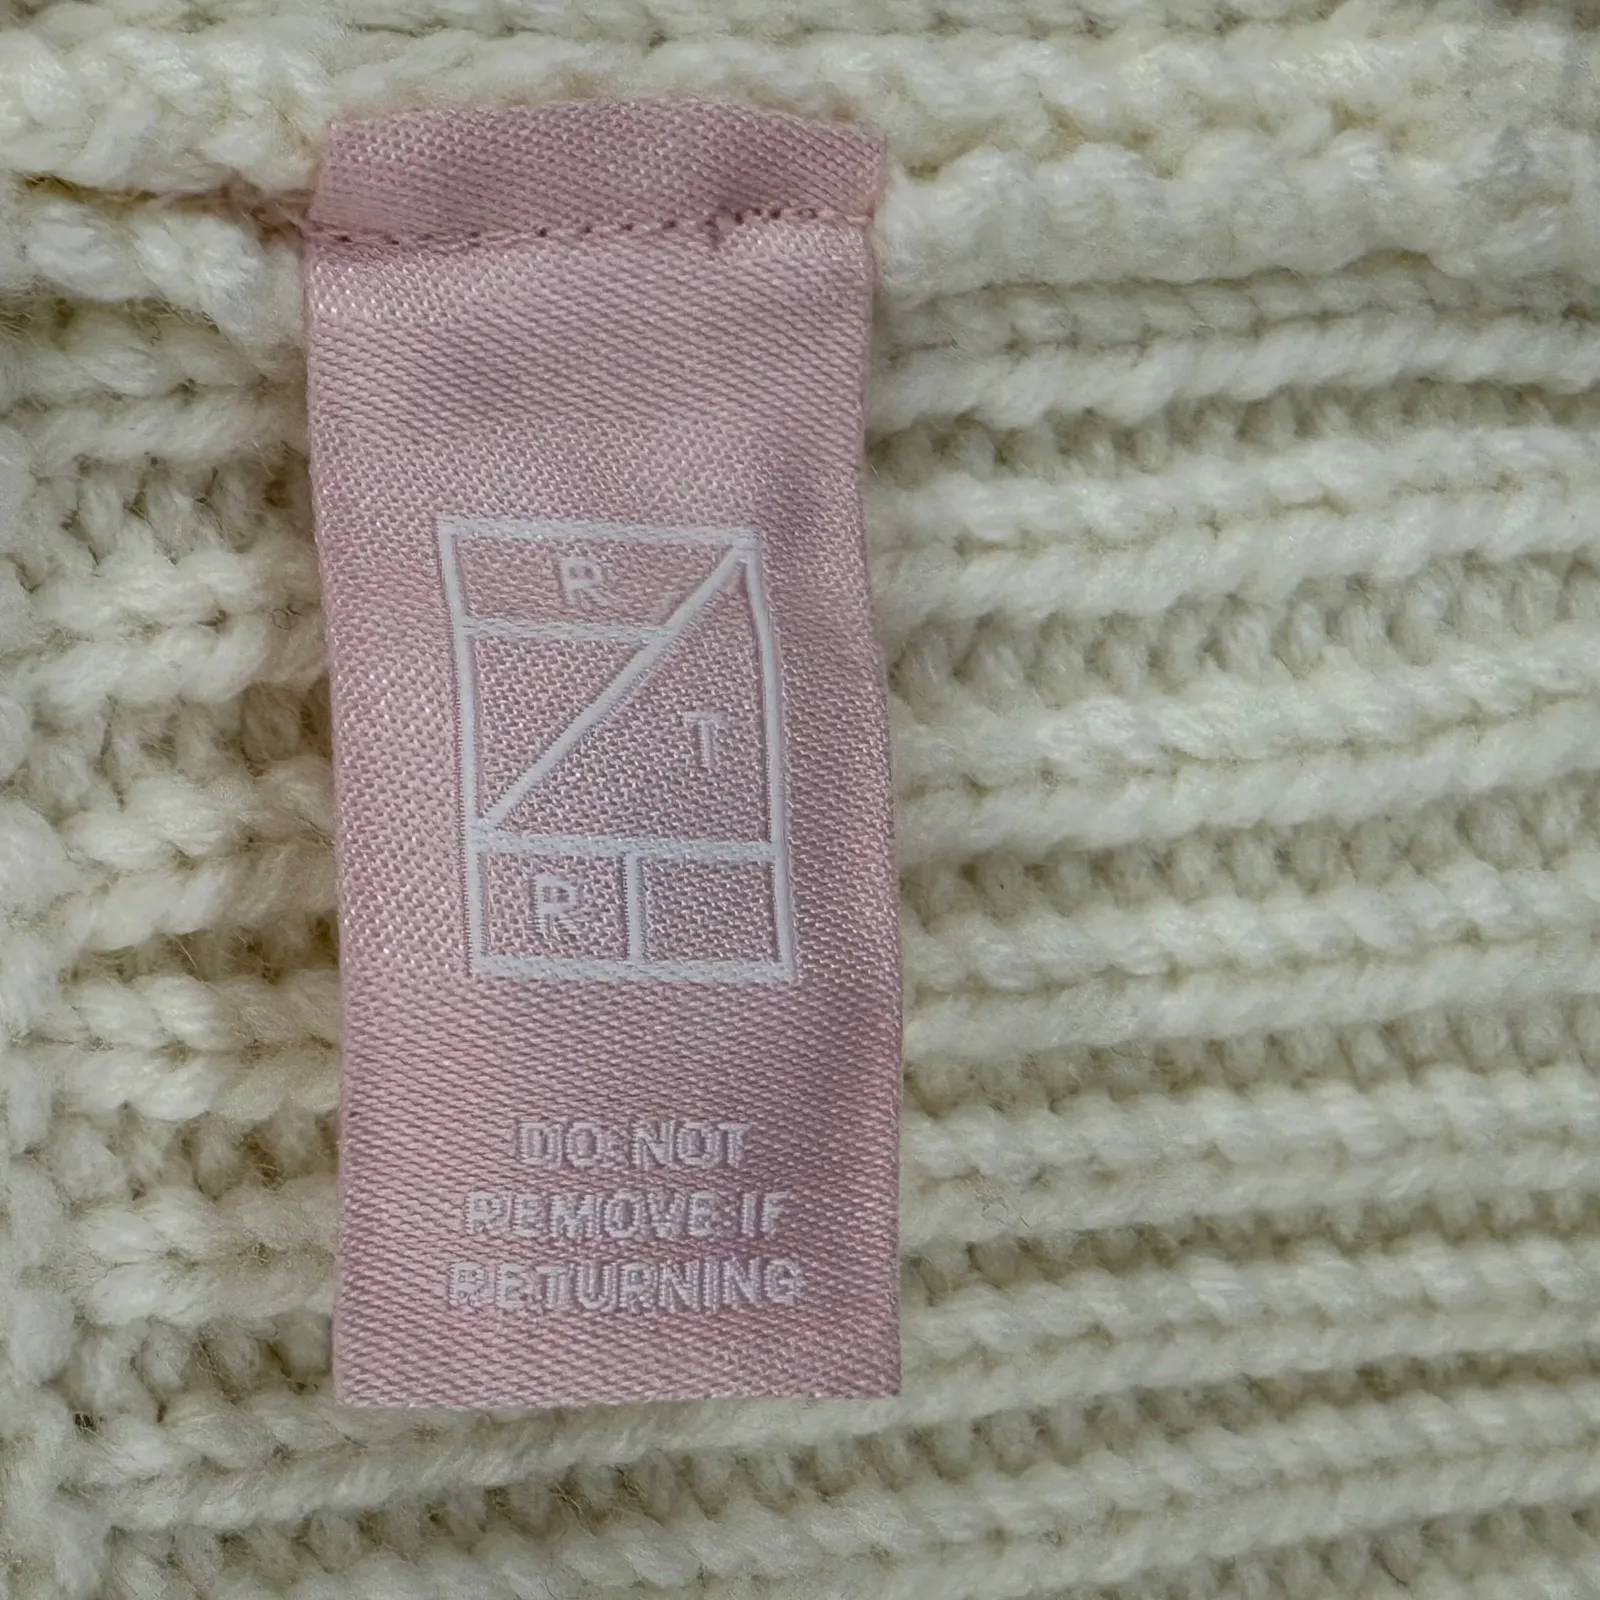 R
T
R
DO NOT
REMOVE IF
RETURNING